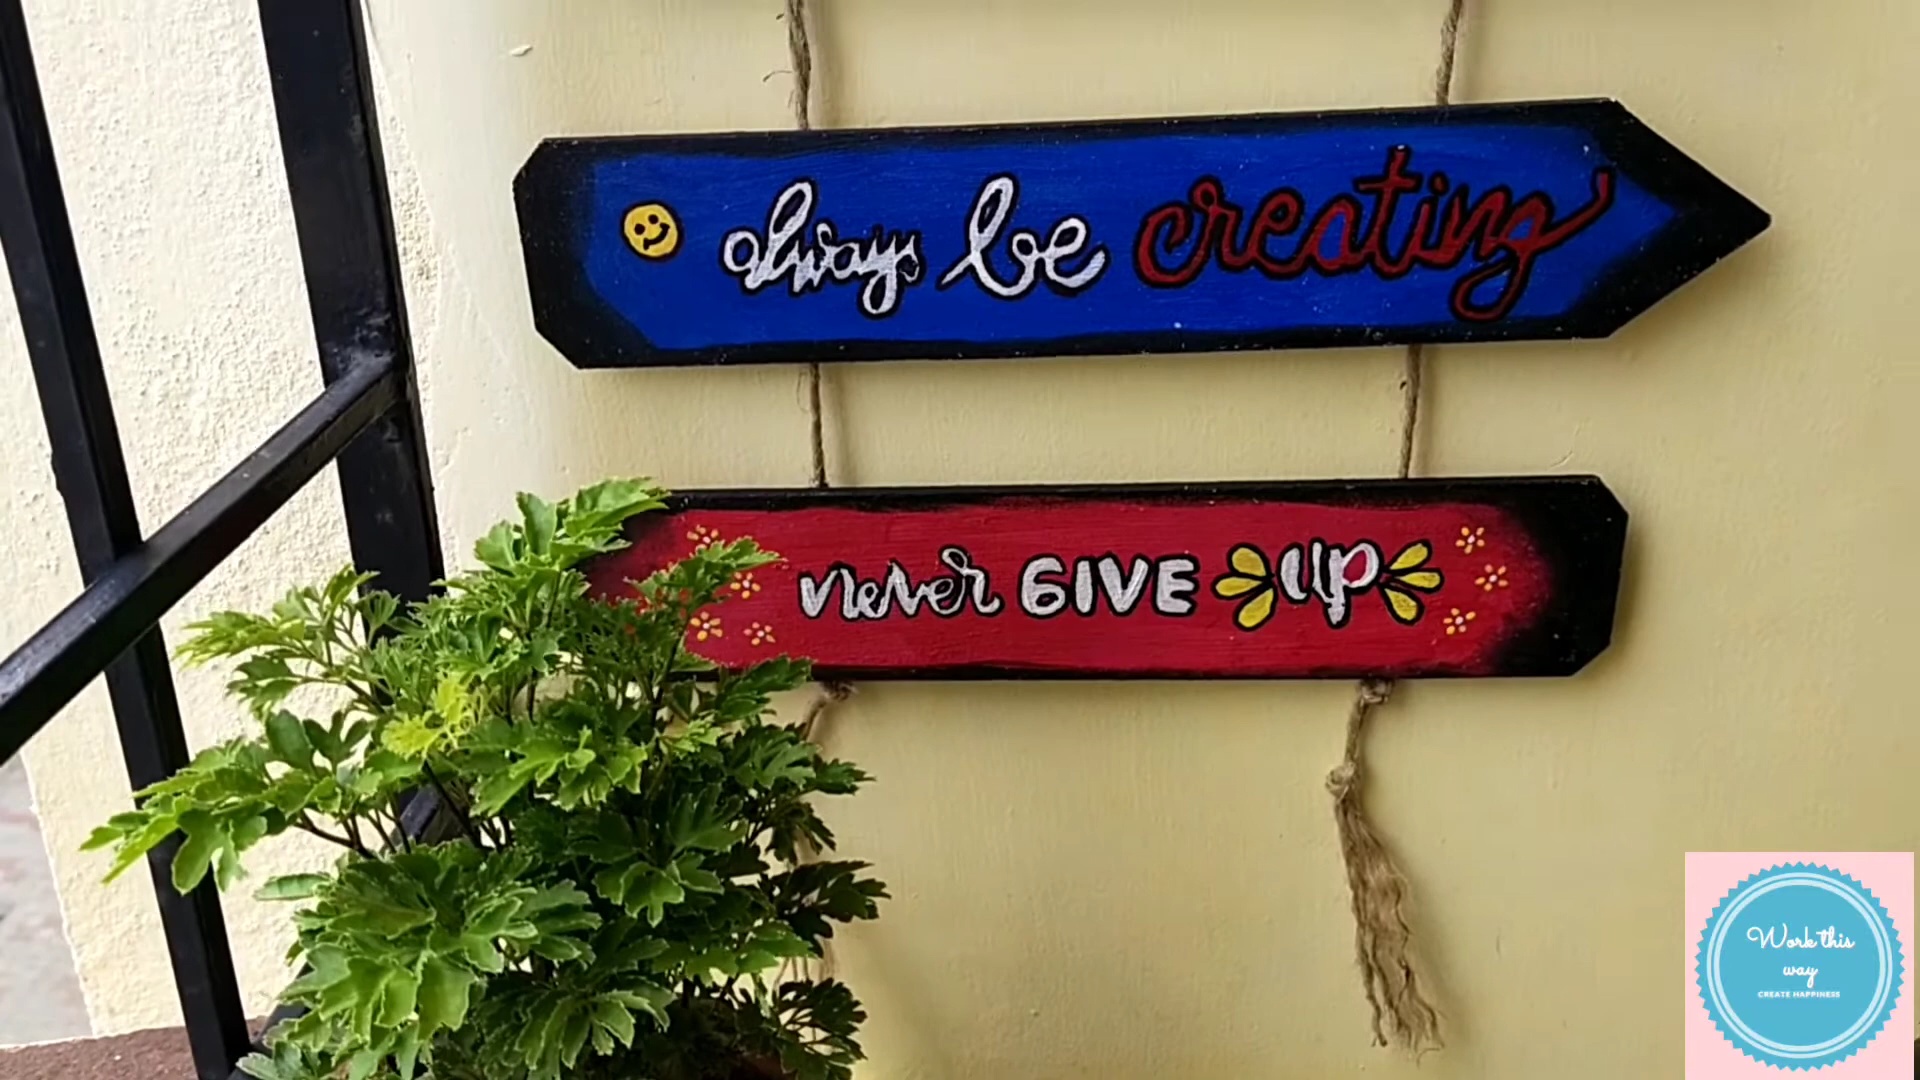 always be creating
never GIVE up
Work this
way
CREATE HAPPINESS